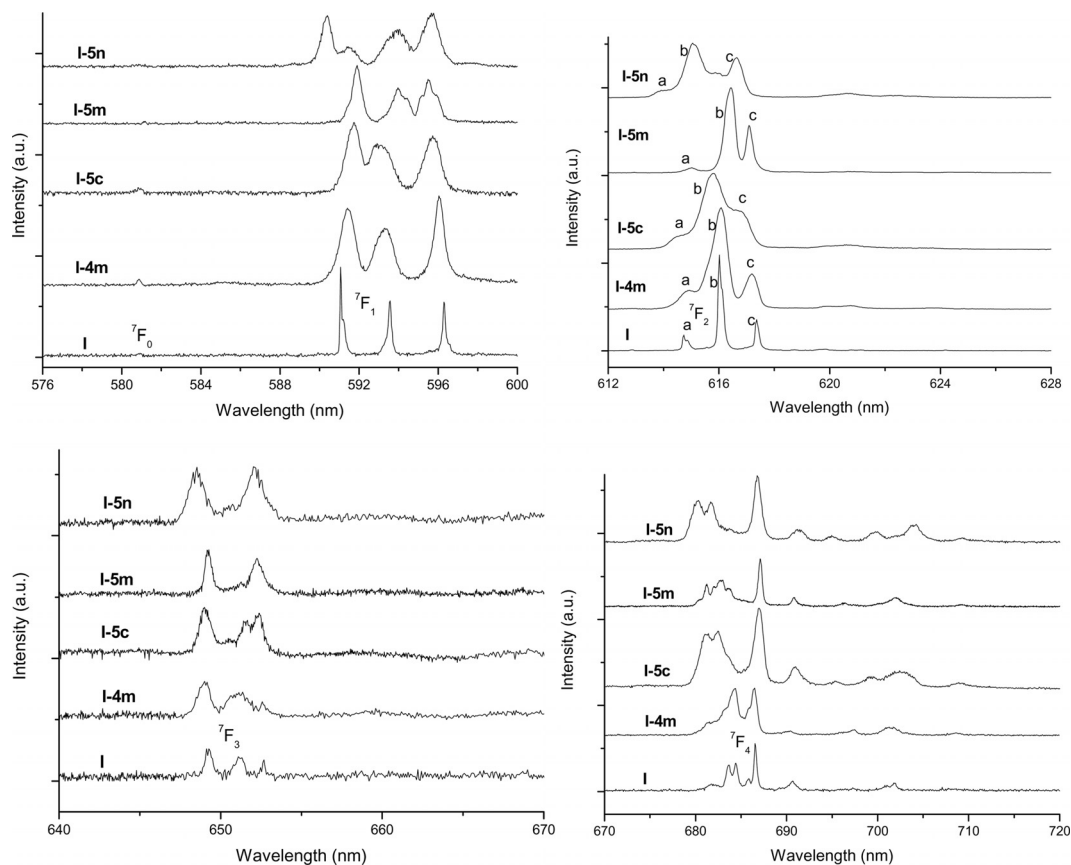 I-5n
I-5m
I-5c
I-4m
I
⁷F₀
⁷F₁
Intensity (a.u.)
576 580 584 588 592 596 600
Wavelength (nm)
I-5n
a b c
I-5m
a b c
I-5c
a b c
I-4m
a b c
⁷F₂
I
a b c
Intensity (a.u.)
612 616 620 624 628
Wavelength (nm)
I-5n
I-5m
I-5c
I-4m
⁷F₃
I
Intensity (a.u.)
640 650 660 670
Wavelength (nm)
I-5n
I-5m
I-5c
I-4m
⁷F₄
I
Intensity (a.u.)
670 680 690 700 710 720
Wavelength (nm)